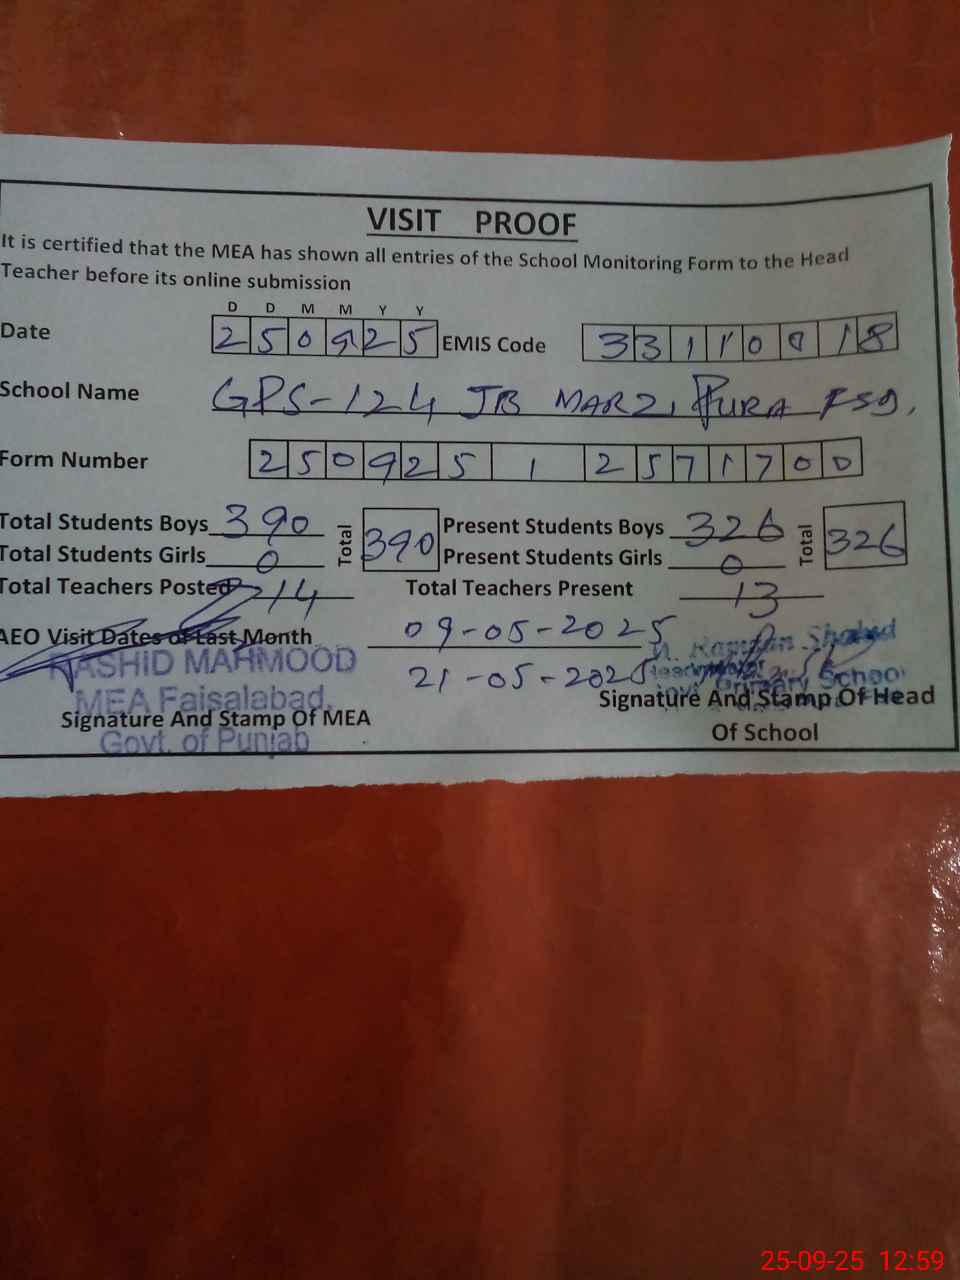 VISIT PROOF
It is certified that the MEA has shown all entries of the School Monitoring Form to the Head
Teacher before its online submission
D D M M Y Y
Date 2 5 0 9 2 5 EMIS Code 3 3 1 1 0 0 1 8
School Name GPS-124 JB MARZI PURA FSD.
Form Number 2 5 0 9 2 5 1 2 5 7 1 7 0 0
Total Students Boys 390 Total 390 Present Students Boys 326 Total 326
Total Students Girls 0 Present Students Girls 0
Total Teachers Posted 14 Total Teachers Present 13
AEO Visit Dates of Last Month 09-05-2025
21-05-2025
RASHID MAHMOOD
MEA Faisalabad.
Govt. of Punjab
Signature And Stamp Of MEA
Shahid
School
Signature And Stamp Of Head
Of School
25-09-25 12:59